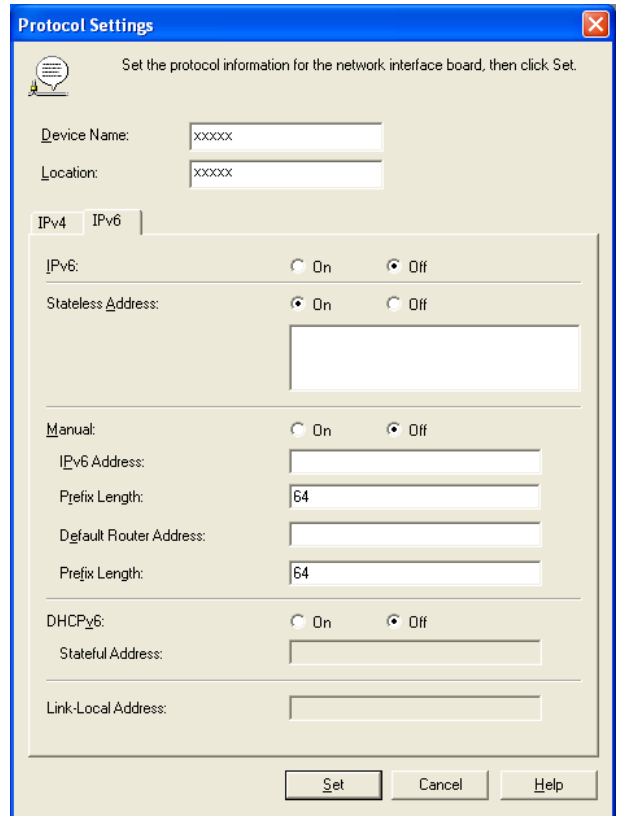 Protocol Settings
Set the protocol information for the network interface board, then click Set.
Device Name: xxxxx
Location: xxxxx
IPv4 IPv6
IPv6: On Off
Stateless Address: On Off
Manual: On Off
IPv6 Address:
Prefix Length: 64
Default Router Address:
Prefix Length: 64
DHCPv6: On Off
Stateful Address:
Link-Local Address:
Set Cancel Help